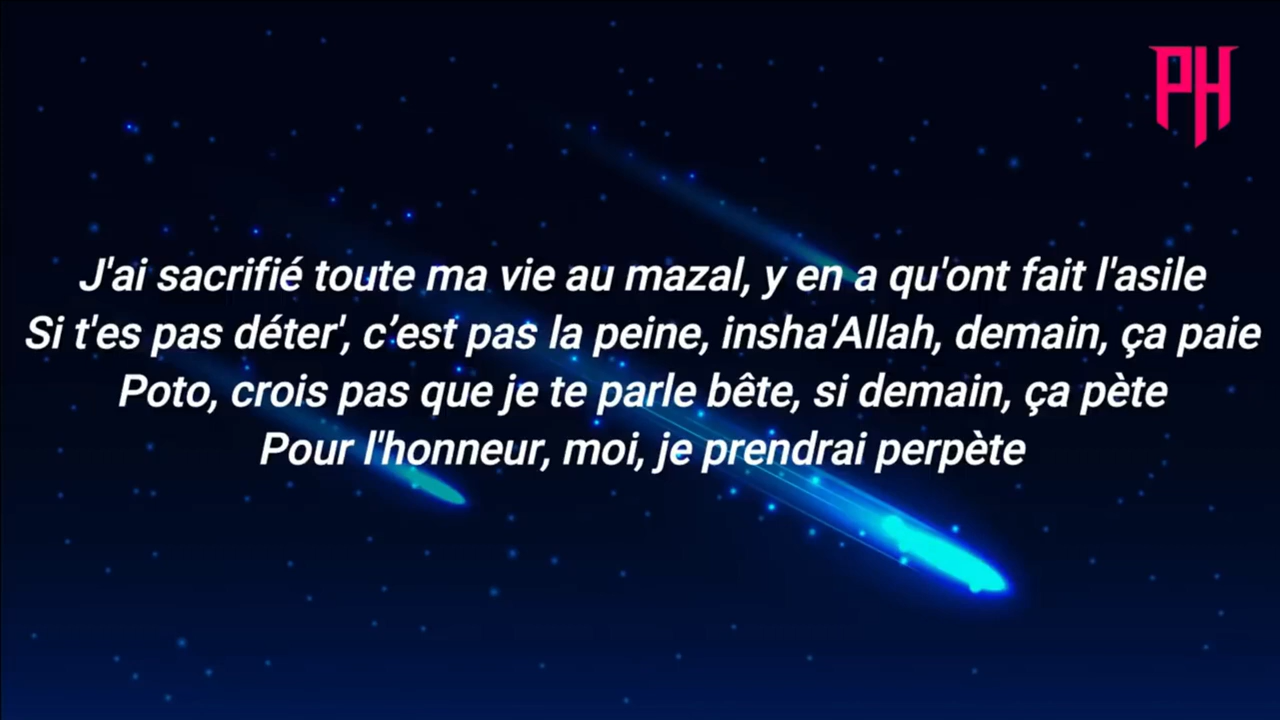 PH
J'ai sacrifié toute ma vie au mazal, y en a qu'ont fait l'asile
Si t'es pas déter', c’est pas la peine, insha'Allah, demain, ça paie
Poto, crois pas que je te parle bête, si demain, ça pète
Pour l'honneur, moi, je prendrai perpète